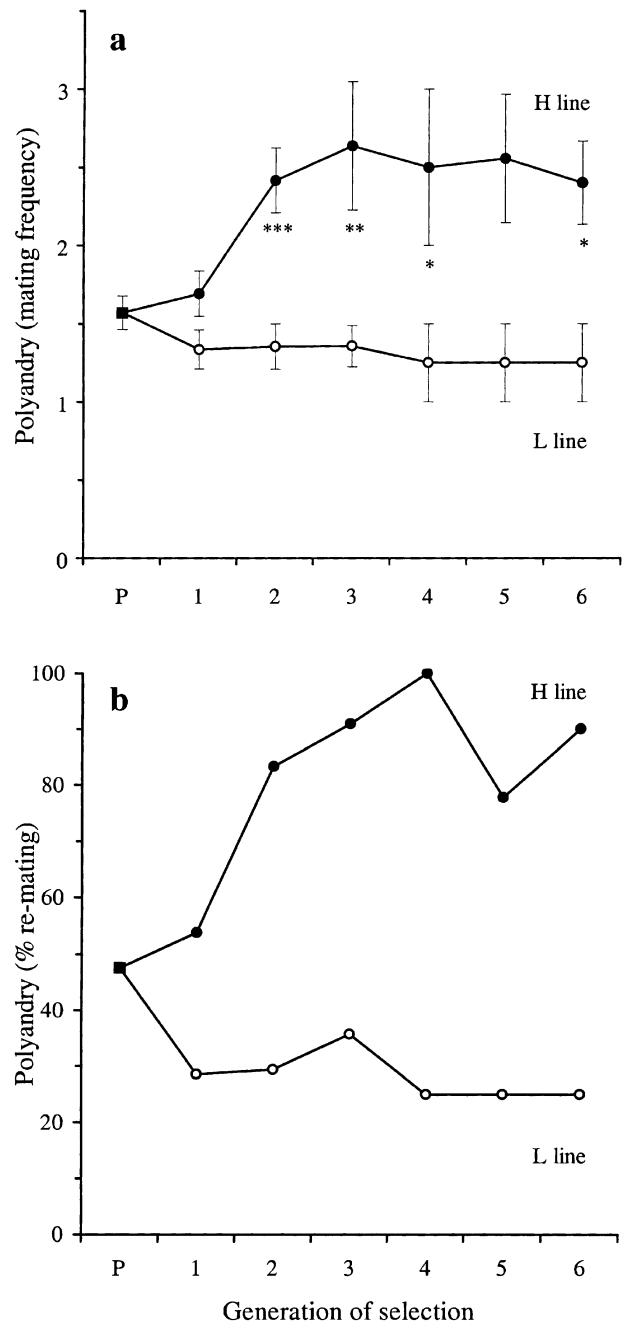 a
Polyandry (mating frequency)
3
2
1
0
H line
***
**
*
*
L line
P 1 2 3 4 5 6
b
Polyandry (% re-mating)
100
80
60
40
20
0
H line
L line
P 1 2 3 4 5 6
Generation of selection